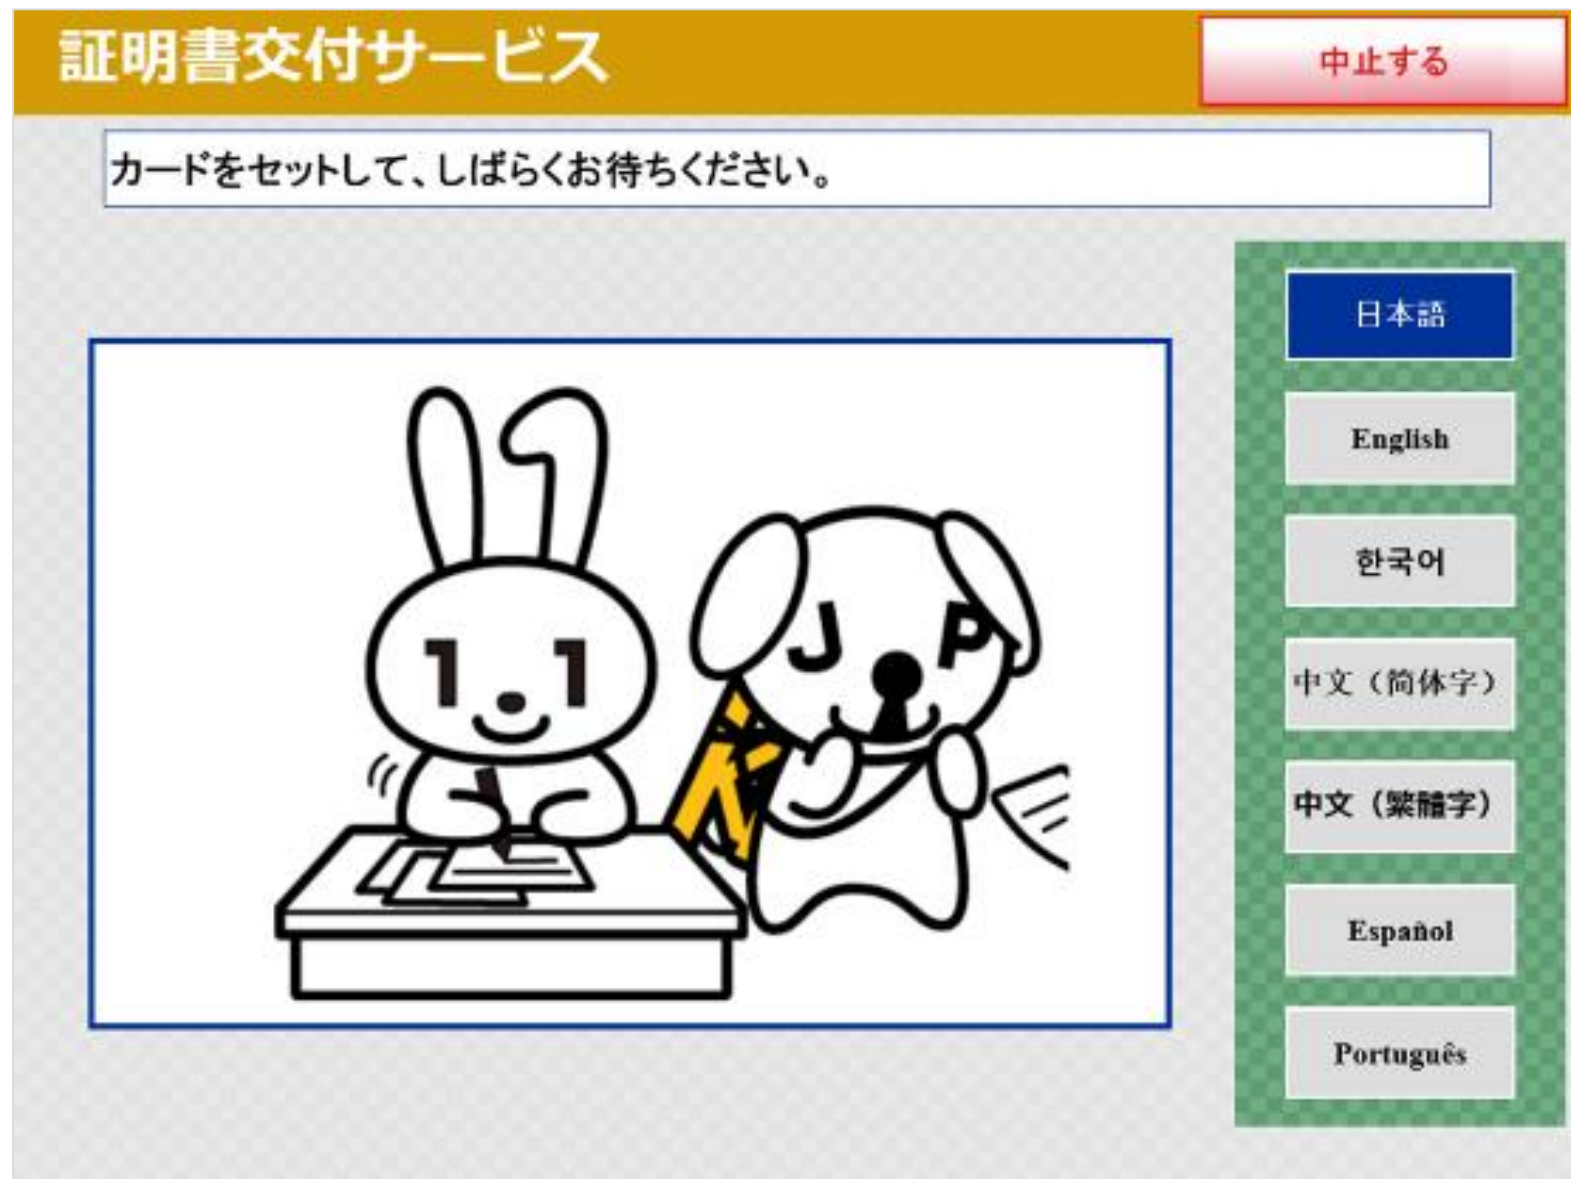 証明書交付サービス
中止する
カードをセットして、しばらくお待ちください。
日本語
English
한국어
中文（简体字）
中文（繁體字）
Español
Português
1 1
J P